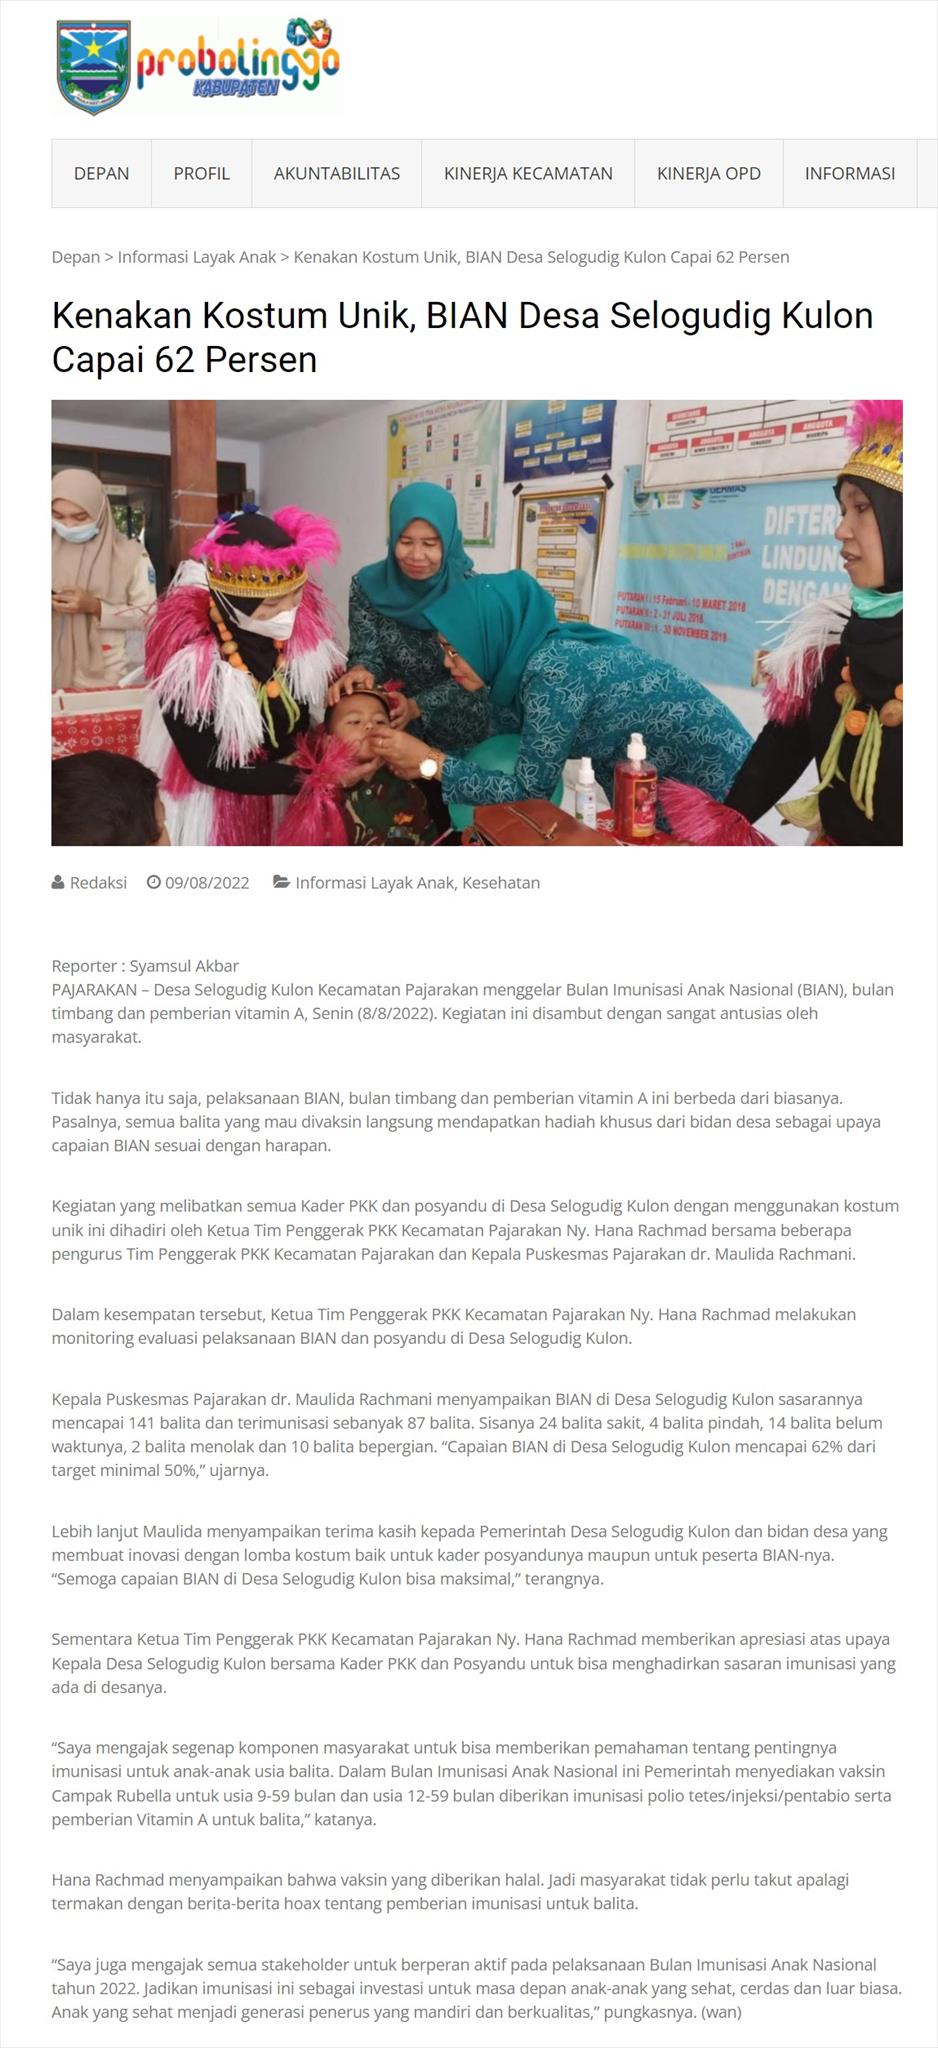 probolinggo
KABUPATEN
DEPAN
PROFIL
AKUNTABILITAS
KINERJA KECAMATAN
KINERJA OPD
INFORMASI
Depan > Informasi Layak Anak > Kenakan Kostum Unik, BIAN Desa Selogudig Kulon Capai 62 Persen
Kenakan Kostum Unik, BIAN Desa Selogudig Kulon
Capai 62 Persen
SEKRETARIS
ANGGOTA
ANGGOTA
ANGGOTA
ANGGOTA
GERMAS
DIFTER
LINDUN
DENGAN
PUTARAN I : 15 Februari - 10 MARET 2018
PUTARAN II : 2 - 31 JULI 2018
PUTARAN III : 1 - 30 NOVEMBER 2018
Redaksi 09/08/2022 Informasi Layak Anak, Kesehatan
Reporter : Syamsul Akbar
PAJARAKAN – Desa Selogudig Kulon Kecamatan Pajarakan menggelar Bulan Imunisasi Anak Nasional (BIAN), bulan
timbang dan pemberian vitamin A, Senin (8/8/2022). Kegiatan ini disambut dengan sangat antusias oleh
masyarakat.
Tidak hanya itu saja, pelaksanaan BIAN, bulan timbang dan pemberian vitamin A ini berbeda dari biasanya.
Pasalnya, semua balita yang mau divaksin langsung mendapatkan hadiah khusus dari bidan desa sebagai upaya
capaian BIAN sesuai dengan harapan.
Kegiatan yang melibatkan semua Kader PKK dan posyandu di Desa Selogudig Kulon dengan menggunakan kostum
unik ini dihadiri oleh Ketua Tim Penggerak PKK Kecamatan Pajarakan Ny. Hana Rachmad bersama beberapa
pengurus Tim Penggerak PKK Kecamatan Pajarakan dan Kepala Puskesmas Pajarakan dr. Maulida Rachmani.
Dalam kesempatan tersebut, Ketua Tim Penggerak PKK Kecamatan Pajarakan Ny. Hana Rachmad melakukan
monitoring evaluasi pelaksanaan BIAN dan posyandu di Desa Selogudig Kulon.
Kepala Puskesmas Pajarakan dr. Maulida Rachmani menyampaikan BIAN di Desa Selogudig Kulon sasarannya
mencapai 141 balita dan terimunisasi sebanyak 87 balita. Sisanya 24 balita sakit, 4 balita pindah, 14 balita belum
waktunya, 2 balita menolak dan 10 balita bepergian. “Capaian BIAN di Desa Selogudig Kulon mencapai 62% dari
target minimal 50%,” ujarnya.
Lebih lanjut Maulida menyampaikan terima kasih kepada Pemerintah Desa Selogudig Kulon dan bidan desa yang
membuat inovasi dengan lomba kostum baik untuk kader posyandunya maupun untuk peserta BIAN-nya.
“Semoga capaian BIAN di Desa Selogudig Kulon bisa maksimal,” terangnya.
Sementara Ketua Tim Penggerak PKK Kecamatan Pajarakan Ny. Hana Rachmad memberikan apresiasi atas upaya
Kepala Desa Selogudig Kulon bersama Kader PKK dan Posyandu untuk bisa menghadirkan sasaran imunisasi yang
ada di desanya.
“Saya mengajak segenap komponen masyarakat untuk bisa memberikan pemahaman tentang pentingnya
imunisasi untuk anak-anak usia balita. Dalam Bulan Imunisasi Anak Nasional ini Pemerintah menyediakan vaksin
Campak Rubella untuk usia 9-59 bulan dan usia 12-59 bulan diberikan imunisasi polio tetes/injeksi/pentabio serta
pemberian Vitamin A untuk balita,” katanya.
Hana Rachmad menyampaikan bahwa vaksin yang diberikan halal. Jadi masyarakat tidak perlu takut apalagi
termakan dengan berita-berita hoax tentang pemberian imunisasi untuk balita.
“Saya juga mengajak semua stakeholder untuk berperan aktif pada pelaksanaan Bulan Imunisasi Anak Nasional
tahun 2022. Jadikan imunisasi ini sebagai investasi untuk masa depan anak-anak yang sehat, cerdas dan luar biasa.
Anak yang sehat menjadi generasi penerus yang mandiri dan berkualitas,” pungkasnya. (wan)